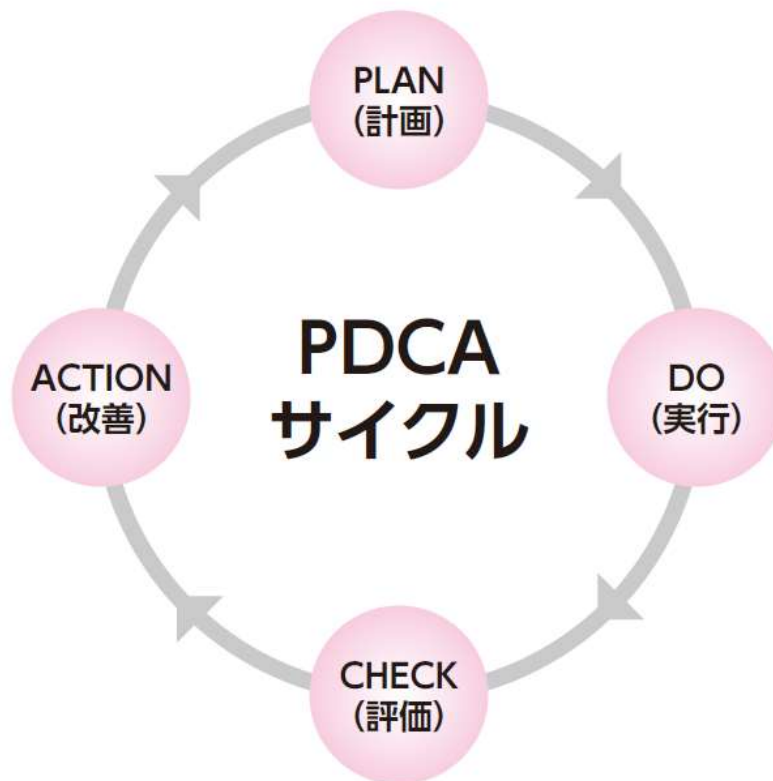 PLAN
(計画)
PDCA
サイクル
ACTION
(改善)
DO
(実行)
CHECK
(評価)